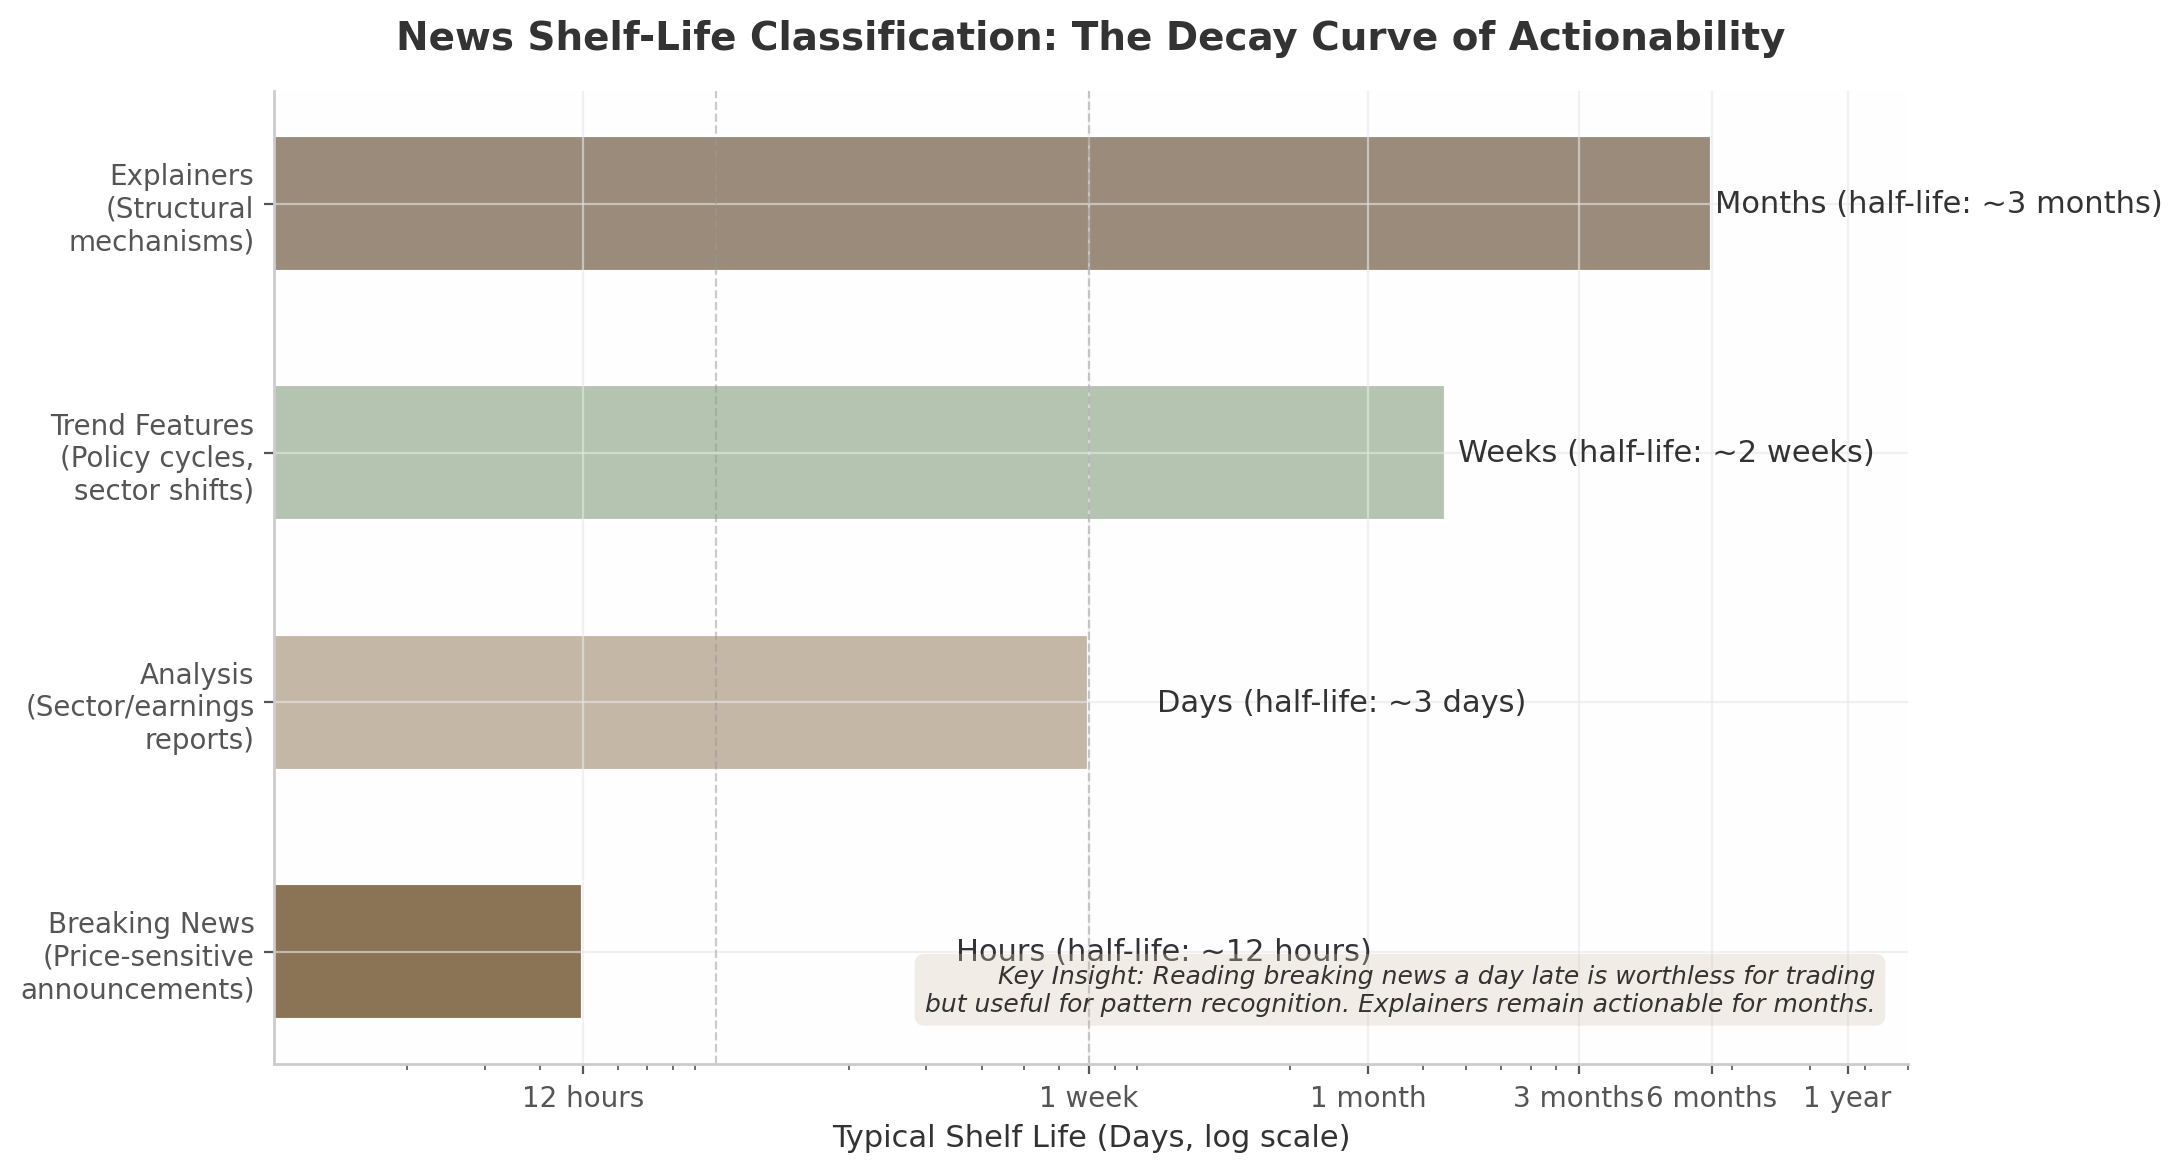 News Shelf-Life Classification: The Decay Curve of Actionability
Explainers
(Structural
mechanisms)
Months (half-life: ~3 months)
Trend Features
(Policy cycles,
sector shifts)
Weeks (half-life: ~2 weeks)
Analysis
(Sector/earnings
reports)
Days (half-life: ~3 days)
Breaking News
(Price-sensitive
announcements)
Hours (half-life: ~12 hours)
Key Insight: Reading breaking news a day late is worthless for trading
but useful for pattern recognition. Explainers remain actionable for months.
12 hours
1 week
1 month
3 months
6 months
1 year
Typical Shelf Life (Days, log scale)